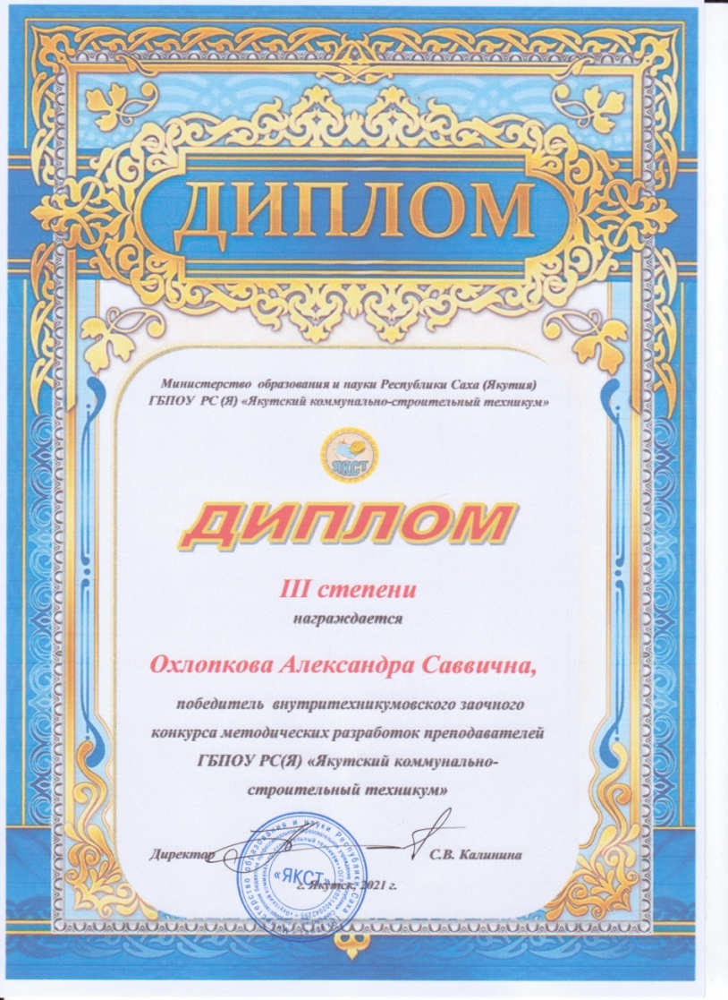 ДИПЛОМ
Министерство образования и науки Республики Саха (Якутия)
ГБПОУ РС (Я) «Якутский коммунально-строительный техникум»
ЯКСТ
ДИПЛОМ
III степени
награждается
Охлопкова Александра Саввична,
победитель внутритехникумовского заочного
конкурса методических разработок преподавателей
ГБПОУ РС(Я) «Якутский коммунально-
строительный техникум»
Директор С.В. Калинина
«ЯКСТ»
г. Якутск, 2021 г.